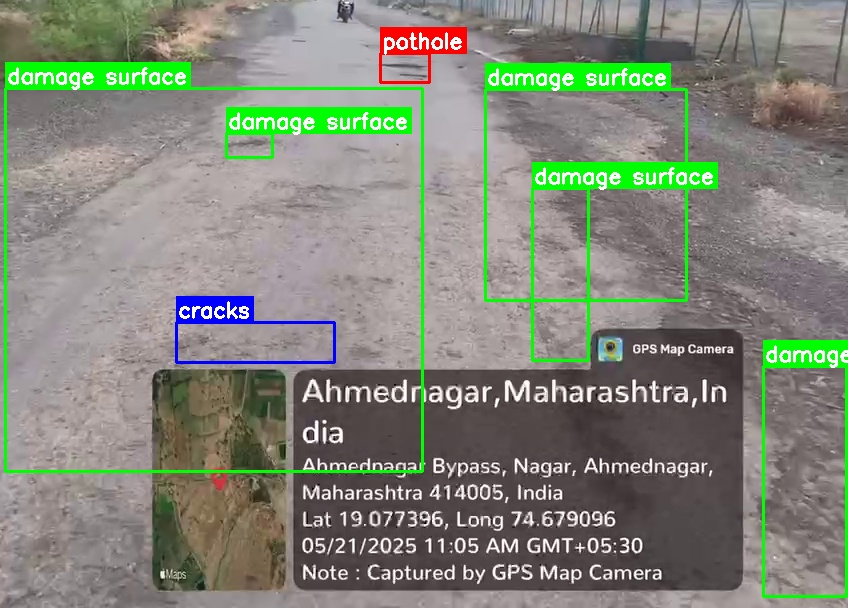 pothole
damage surface
damage surface
damage surface
damage surface
cracks
damage
GPS Map Camera
Ahmednagar,Maharashtra,In
dia
Ahmednagar Bypass, Nagar, Ahmednagar,
Maharashtra 414005, India
Lat 19.077396, Long 74.679096
05/21/2025 11:05 AM GMT+05:30
Note : Captured by GPS Map Camera
Maps